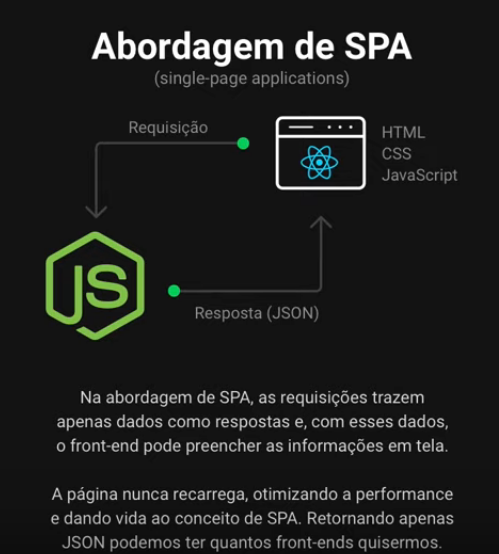 Abordagem de SPA
(single-page applications)
Requisição
HTML
CSS
JavaScript
JS
Resposta (JSON)
Na abordagem de SPA, as requisições trazem
apenas dados como respostas e, com esses dados,
o front-end pode preencher as informações em tela.
A página nunca recarrega, otimizando a performance
e dando vida ao conceito de SPA. Retornando apenas
JSON podemos ter quantos front-ends quisermos.